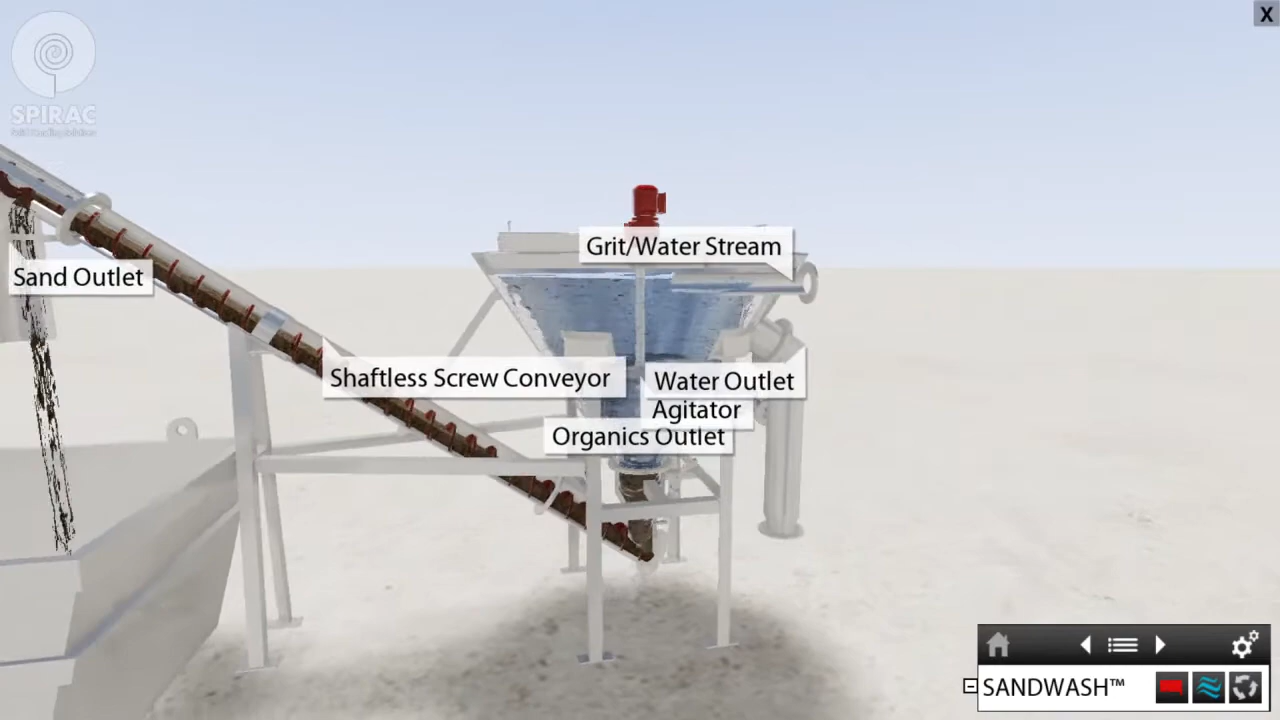 X
SPIRAC
Grit/Water Stream
Sand Outlet
Shaftless Screw Conveyor
Water Outlet
Agitator
Organics Outlet
SANDWASH™